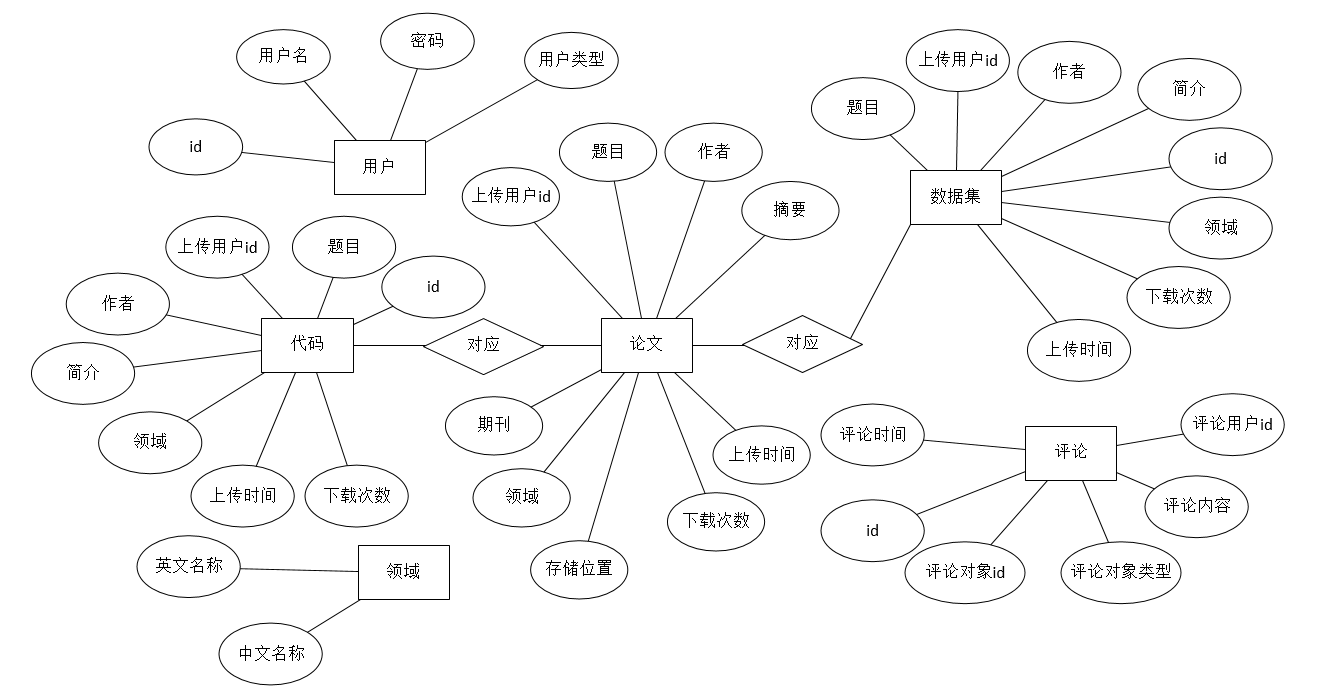 密码
用户名
用户类型
id
用户
上传用户id
作者
简介
题目
id
数据集
领域
下载次数
上传时间
题目
作者
上传用户id
摘要
上传用户id
题目
id
作者
代码
对应
论文
对应
简介
领域
上传时间
下载次数
期刊
上传时间
领域
下载次数
存储位置
评论时间
评论用户id
评论
评论内容
id
评论对象id
评论对象类型
英文名称
领域
中文名称